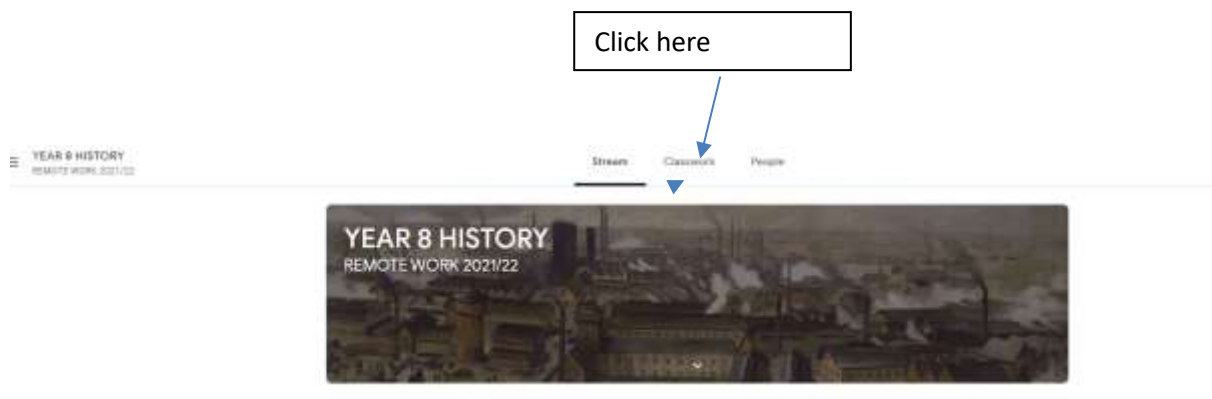 Click here
YEAR 8 HISTORY
REMOTE WORK 2021/22
Stream Classwork People
YEAR 8 HISTORY
REMOTE WORK 2021/22